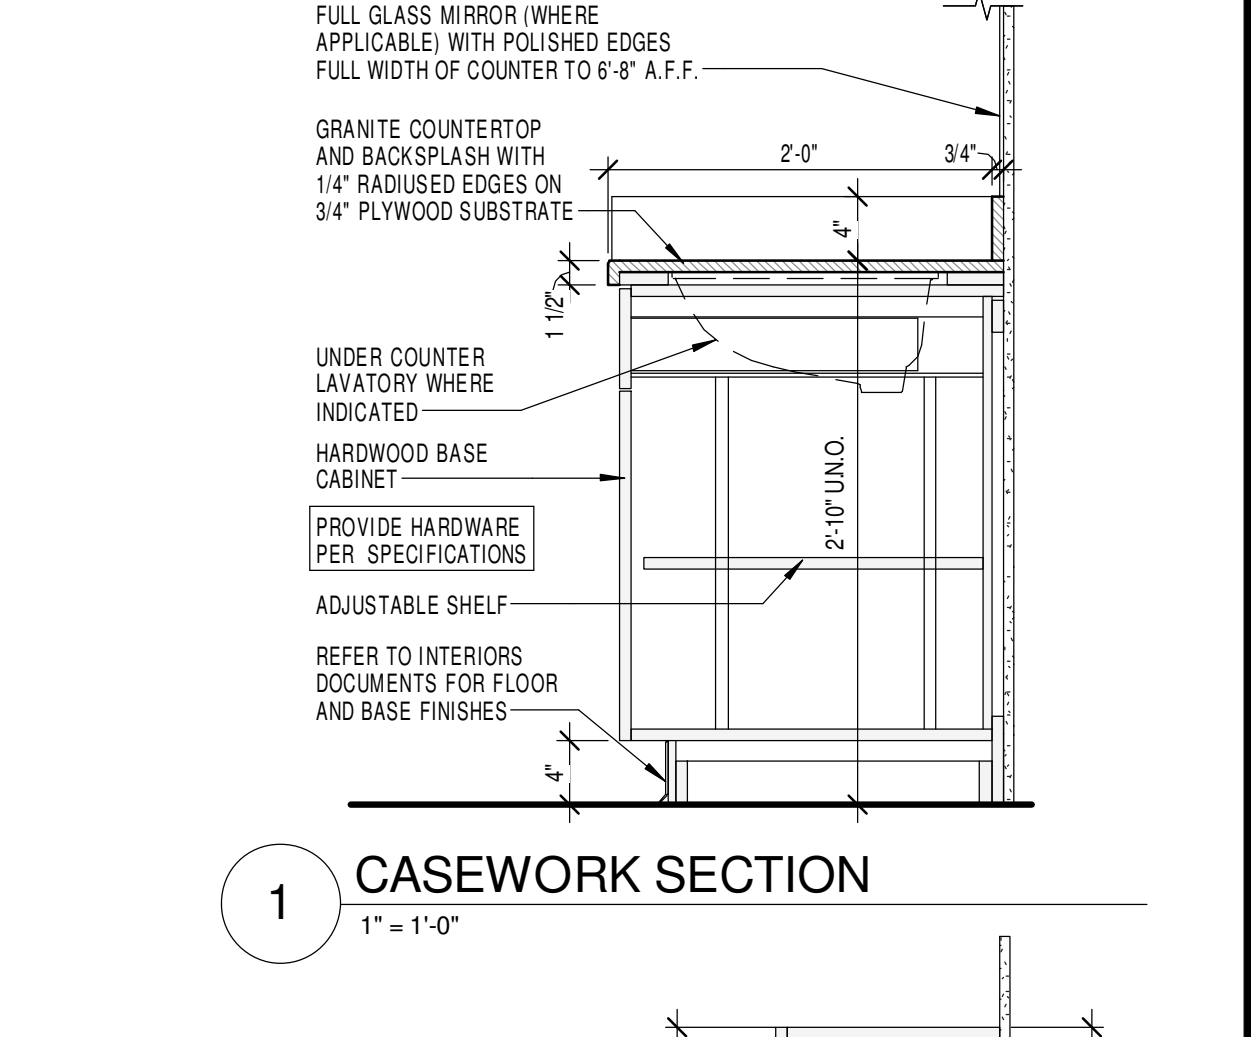 FULL GLASS MIRROR (WHERE
APPLICABLE) WITH POLISHED EDGES
FULL WIDTH OF COUNTER TO 6'-8" A.F.F.
GRANITE COUNTERTOP
AND BACKSPLASH WITH
1/4" RADIUSED EDGES ON
3/4" PLYWOOD SUBSTRATE
2'-0"
3/4"
4"
1 1/2"
UNDER COUNTER
LAVATORY WHERE
INDICATED
HARDWOOD BASE
CABINET
2'-10" U.N.O.
PROVIDE HARDWARE
PER SPECIFICATIONS
ADJUSTABLE SHELF
REFER TO INTERIORS
DOCUMENTS FOR FLOOR
AND BASE FINISHES
4"
1
CASEWORK SECTION
1" = 1'-0"